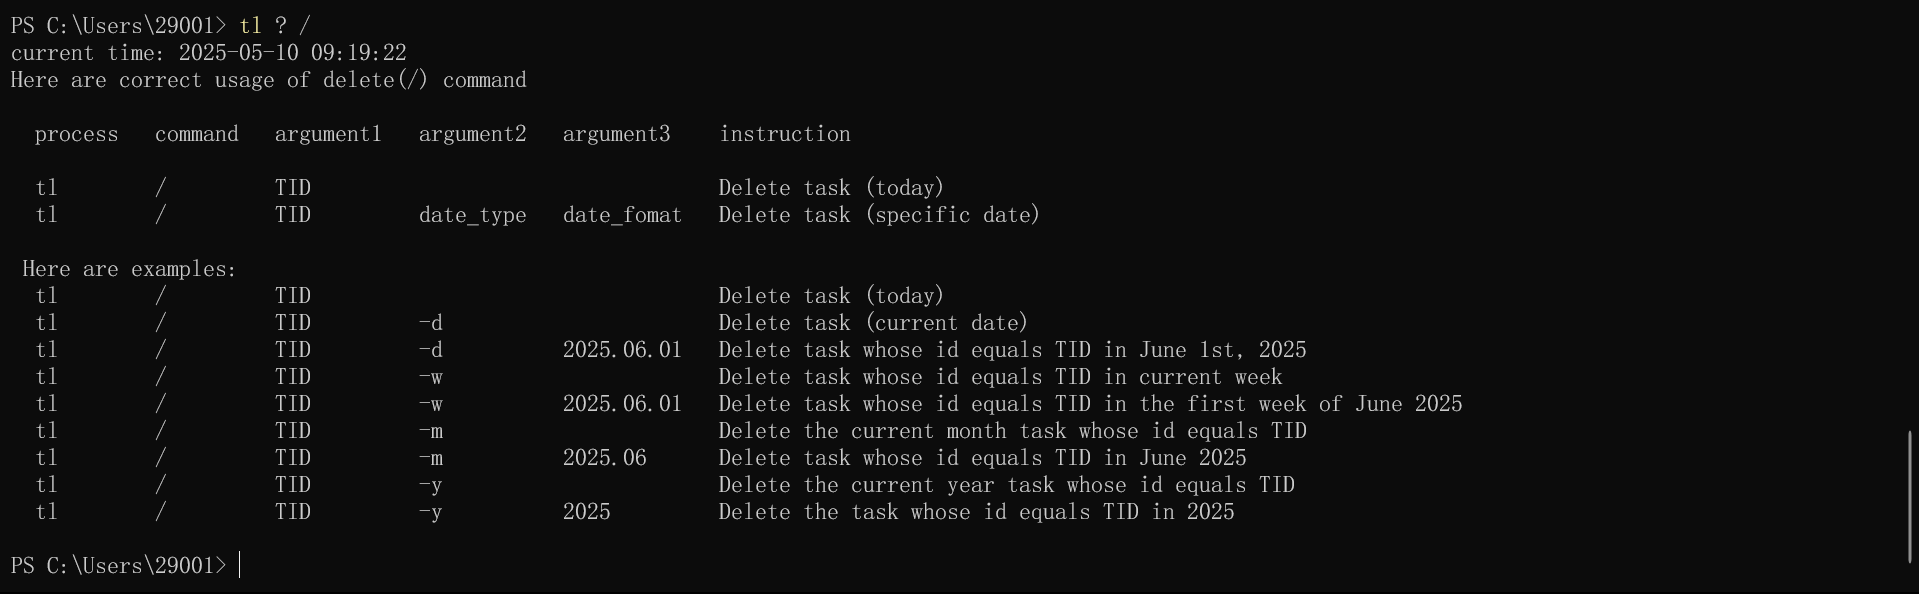 PS C:\Users\29001> tl ? /
current time: 2025-05-10 09:19:22
Here are correct usage of delete(/) command
process command argument1 argument2 argument3 instruction
tl / TID Delete task (today)
tl / TID date_type date_fomat Delete task (specific date)
Here are examples:
tl / TID Delete task (today)
tl / TID -d Delete task (current date)
tl / TID -d 2025.06.01 Delete task whose id equals TID in June 1st, 2025
tl / TID -w Delete task whose id equals TID in current week
tl / TID -w 2025.06.01 Delete task whose id equals TID in the first week of June 2025
tl / TID -m Delete the current month task whose id equals TID
tl / TID -m 2025.06 Delete task whose id equals TID in June 2025
tl / TID -y Delete the current year task whose id equals TID
tl / TID -y 2025 Delete the task whose id equals TID in 2025
PS C:\Users\29001>